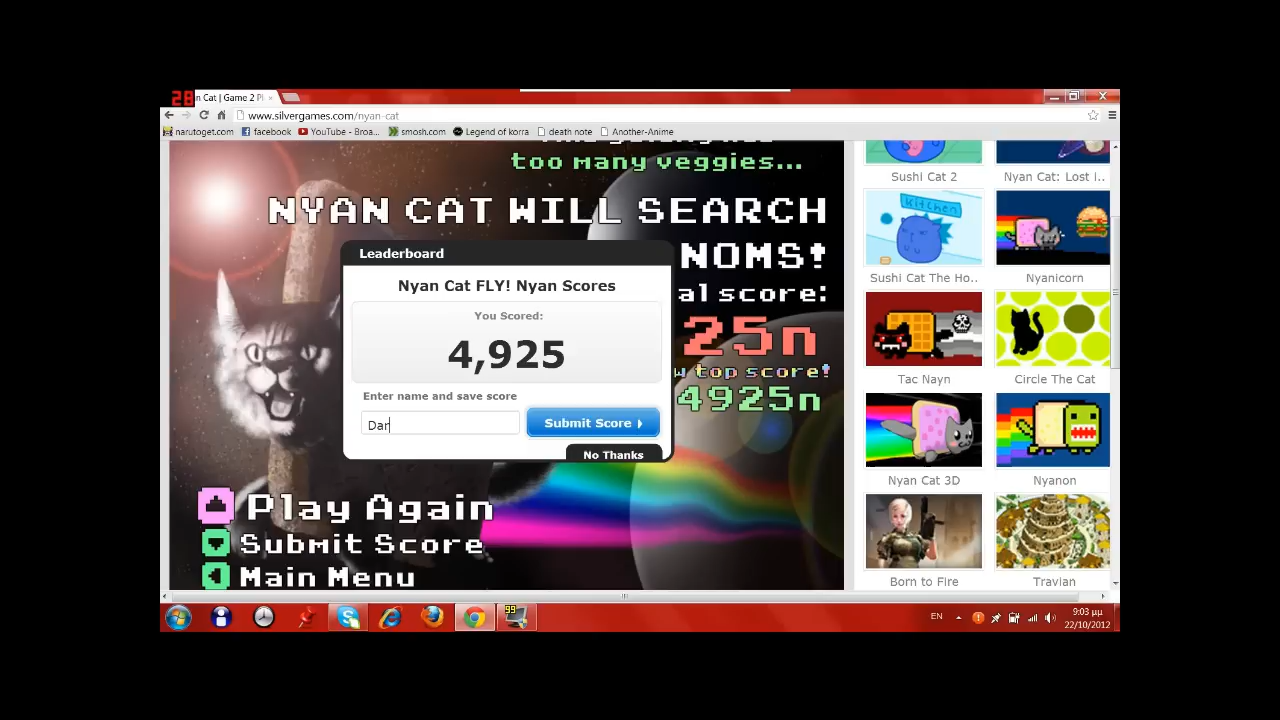 28
n Cat | Game 2 Pl
www.silvergames.com/nyan-cat
narutoget.com facebook YouTube - Broa... smosh.com Legend of korra death note Another-Anime
too many veggies...
NYAN CAT WILL SEARCH
NOMS!
al score:
25n
w top score!
4925n
Leaderboard
Nyan Cat FLY! Nyan Scores
You Scored:
4,925
Enter name and save score
Dar
Submit Score
No Thanks
Play Again
Submit Score
Main Menu
Sushi Cat 2
Nyan Cat: Lost i..
Kitchen
Sushi Cat The Ho..
Nyanicorn
Tac Nayn
Circle The Cat
Nyan Cat 3D
Nyanon
Born to Fire
Travian
99
EN
9:03 μμ
22/10/2012